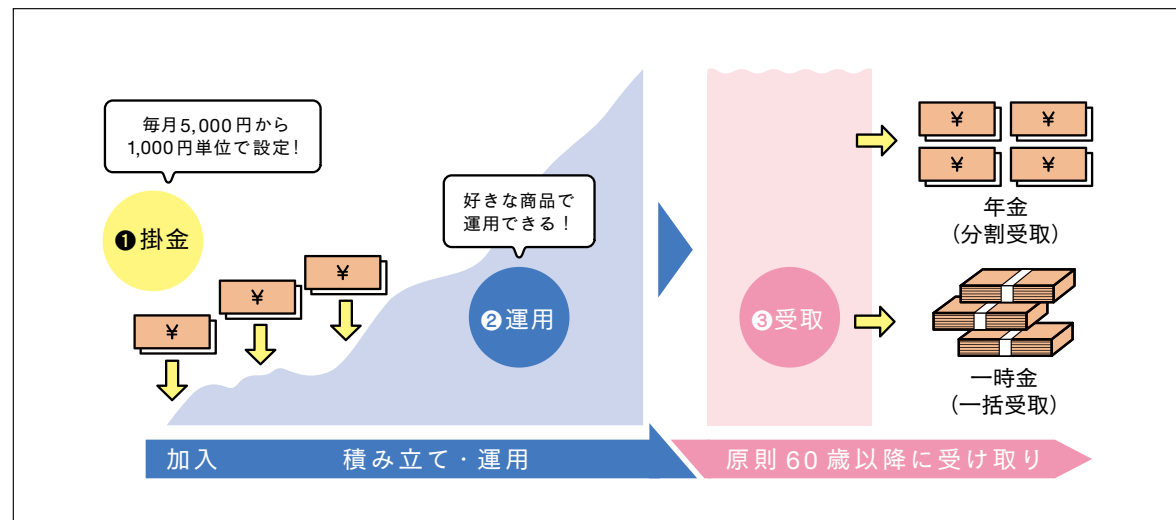 毎月5,000円から
1,000円単位で設定!
❶掛金
¥
¥
¥
好きな商品で
運用できる!
❷運用
❸受取
¥
¥
¥
¥
年金
(分割受取)
一時金
(一括受取)
加入
積み立て・運用
原則60歳以降に受け取り